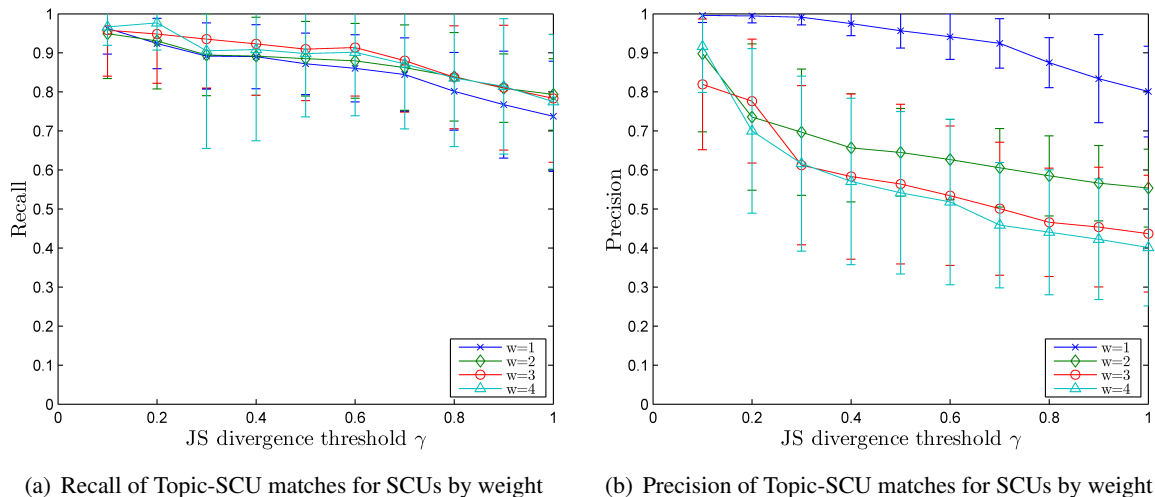 1
0.9
0.8
0.7
0.6
0.5
0.4
0.3
0.2
0.1
0
Recall
0 0.2 0.4 0.6 0.8 1
JS divergence threshold γ
w=1
w=2
w=3
w=4
(a) Recall of Topic-SCU matches for SCUs by weight
1
0.9
0.8
0.7
0.6
0.5
0.4
0.3
0.2
0.1
0
Precision
0 0.2 0.4 0.6 0.8 1
JS divergence threshold γ
w=1
w=2
w=3
w=4
(b) Precision of Topic-SCU matches for SCUs by weight